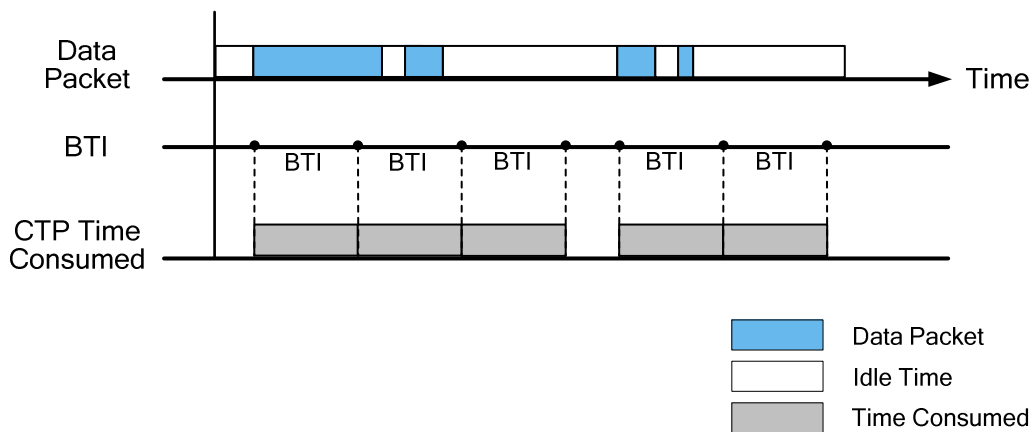 Data
Packet
Time
BTI
BTI BTI BTI BTI BTI
CTP Time
Consumed
Data Packet
Idle Time
Time Consumed